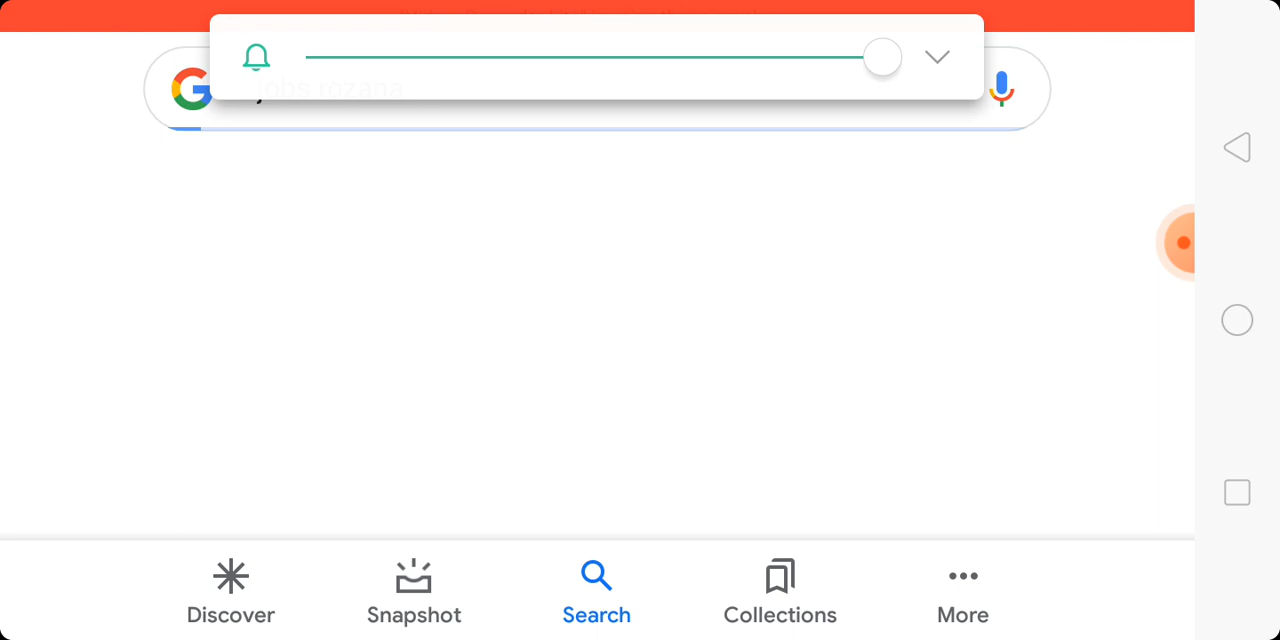 jobs rozana
Discover
Snapshot
Search
Collections
More